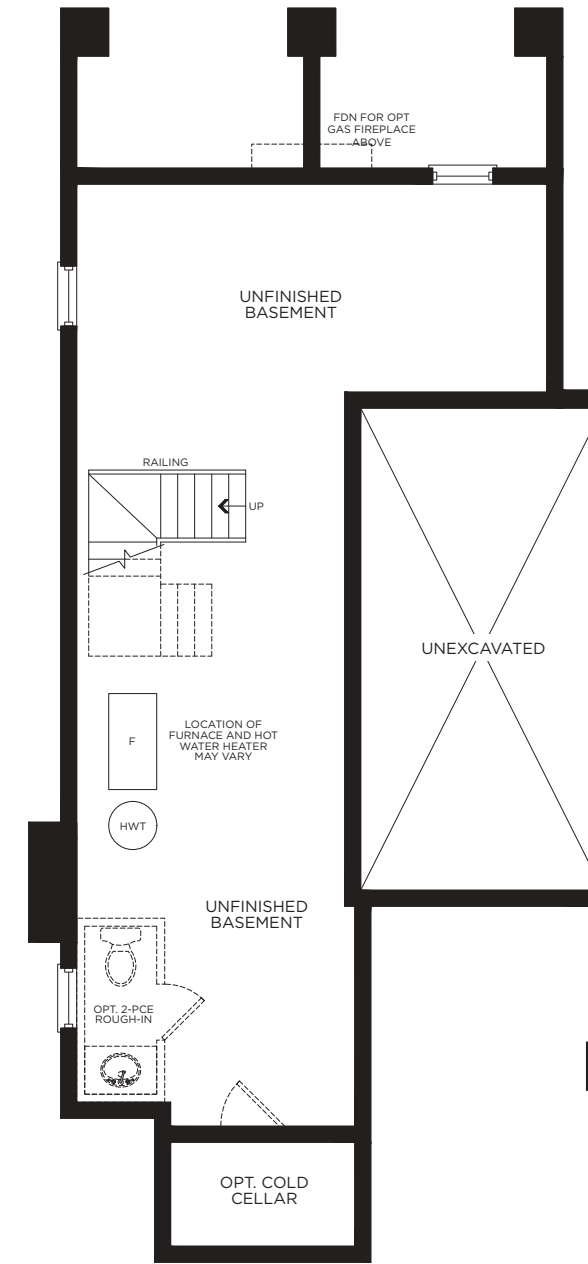 FDN FOR OPT
GAS FIREPLACE
ABOVE
UNFINISHED
BASEMENT
RAILING
UP
UNEXCAVATED
F
LOCATION OF
FURNACE AND HOT
WATER HEATER
MAY VARY
HWT
UNFINISHED
BASEMENT
OPT. 2-PCE
ROUGH-IN
OPT. COLD
CELLAR